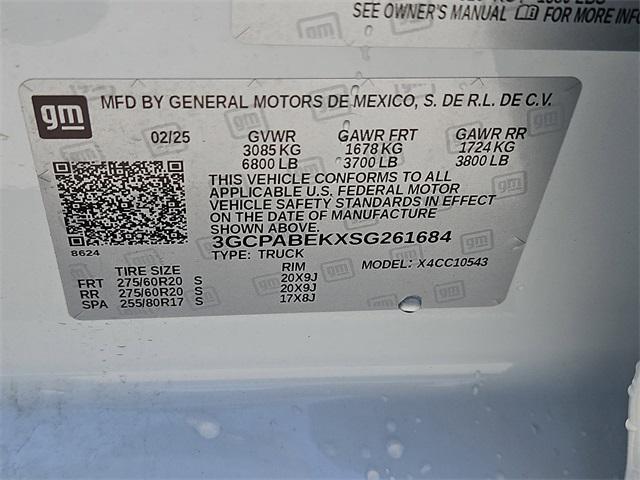 SEE OWNER'S MANUAL FOR MORE INFO
gm MFD BY GENERAL MOTORS DE MEXICO, S. DE R.L. DE C.V.
02/25 GVWR GAWR FRT GAWR RR
3085 KG 1678 KG 1724 KG
6800 LB 3700 LB 3800 LB
THIS VEHICLE CONFORMS TO ALL
APPLICABLE U.S. FEDERAL MOTOR
VEHICLE SAFETY STANDARDS IN EFFECT
ON THE DATE OF MANUFACTURE
SHOWN ABOVE.
3GCPABEKXSG261684
8624 TYPE: TRUCK MODEL: X4CC10543
TIRE SIZE RIM
FRT 275/60R20 S 20X9J
RR 275/60R20 S 20X9J
SPA 255/80R17 S 17X8J